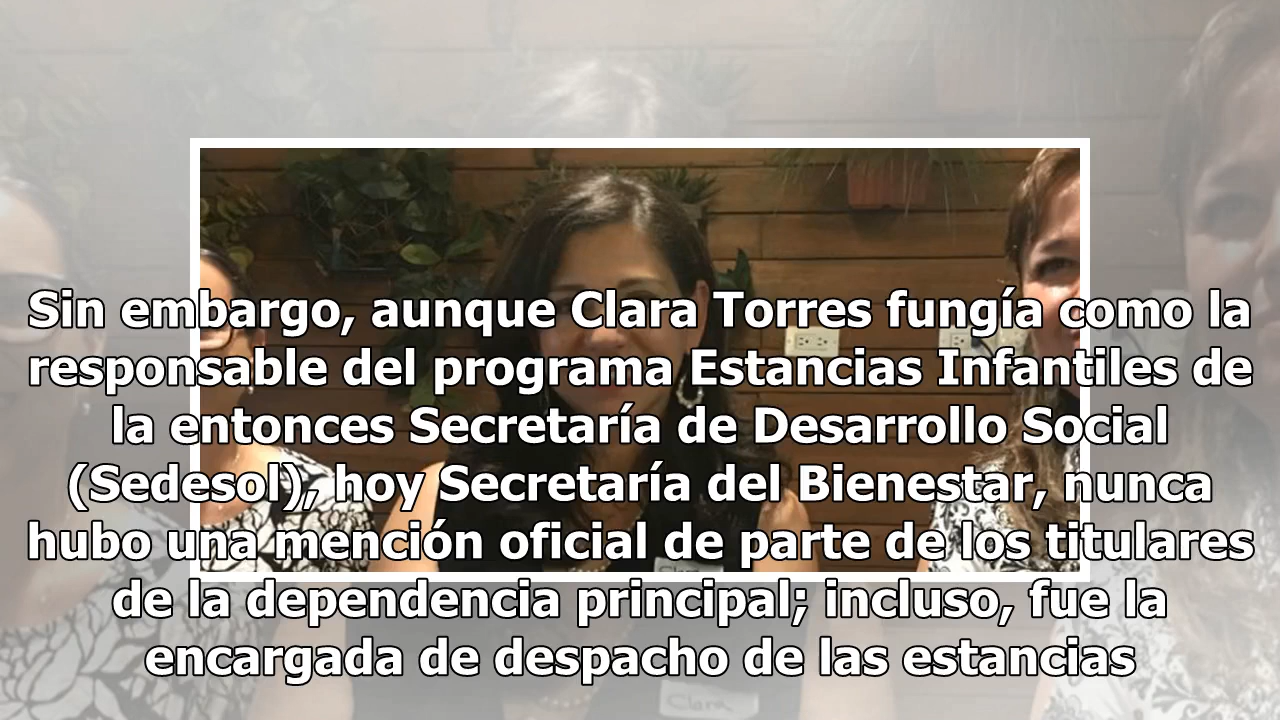 Sin embargo, aunque Clara Torres fungía como la
responsable del programa Estancias Infantiles de
la entonces Secretaría de Desarrollo Social
(Sedesol), hoy Secretaría del Bienestar, nunca
hubo una mención oficial de parte de los titulares
de la dependencia principal; incluso, fue la
encargada de despacho de las estancias
Clara